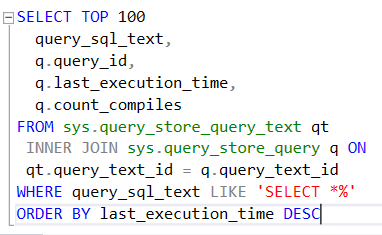 SELECT TOP 100
query_sql_text,
q.query_id,
q.last_execution_time,
q.count_compiles
FROM sys.query_store_query_text qt
INNER JOIN sys.query_store_query q ON
qt.query_text_id = q.query_text_id
WHERE query_sql_text LIKE 'SELECT *%'
ORDER BY last_execution_time DESC